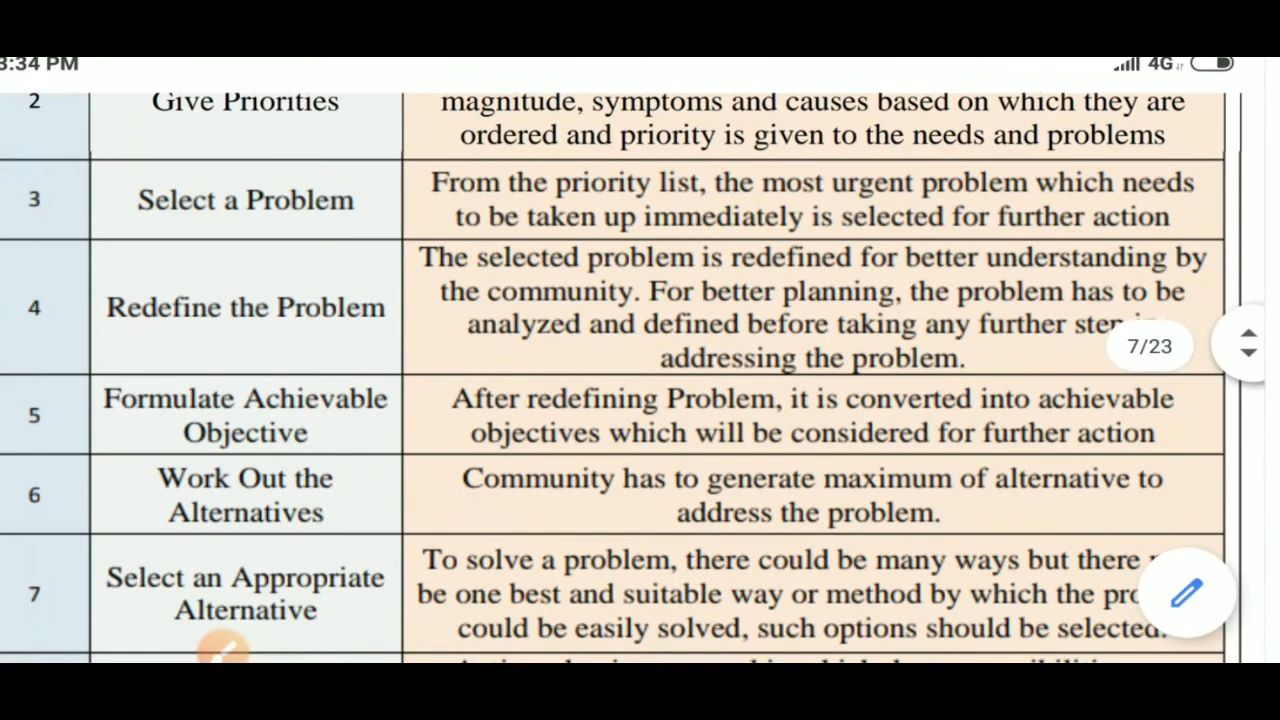 3:34 PM
4G
2
Give Priorities
magnitude, symptoms and causes based on which they are
ordered and priority is given to the needs and problems
3
Select a Problem
From the priority list, the most urgent problem which needs
to be taken up immediately is selected for further action
4
Redefine the Problem
The selected problem is redefined for better understanding by
the community. For better planning, the problem has to be
analyzed and defined before taking any further step in
addressing the problem.
7/23
5
Formulate Achievable
Objective
After redefining Problem, it is converted into achievable
objectives which will be considered for further action
6
Work Out the
Alternatives
Community has to generate maximum of alternative to
address the problem.
7
Select an Appropriate
Alternative
To solve a problem, there could be many ways but there
be one best and suitable way or method by which the
could be easily solved, such options should be selected.